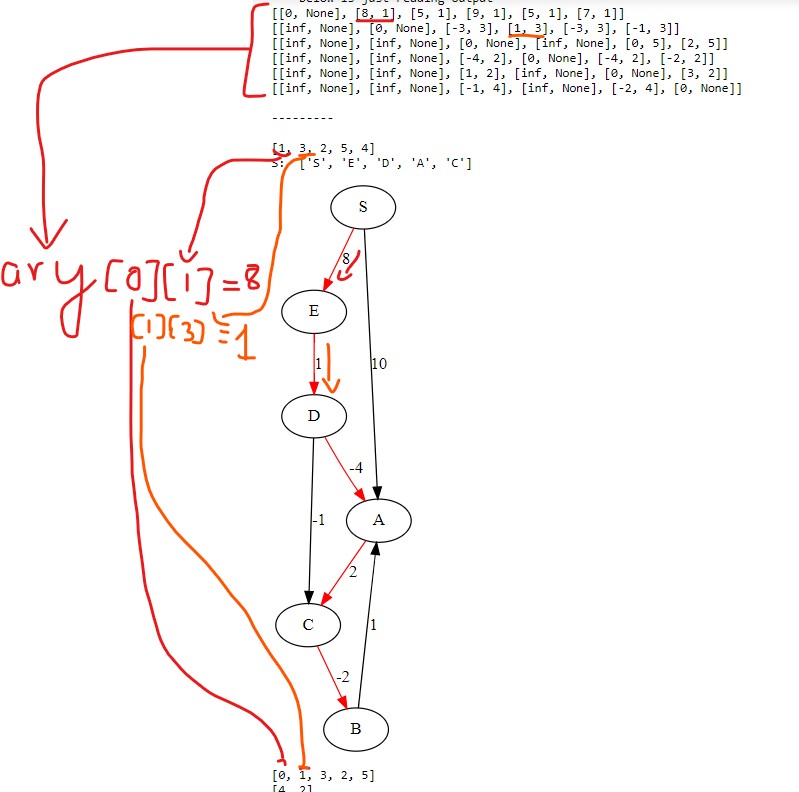 [[0, None], [8, 1], [5, 1], [9, 1], [5, 1], [7, 1]]
[[inf, None], [0, None], [-3, 3], [1, 3], [-3, 3], [-1, 3]]
[[inf, None], [inf, None], [0, None], [inf, None], [0, 5], [2, 5]]
[[inf, None], [inf, None], [-4, 2], [0, None], [-4, 2], [-2, 2]]
[[inf, None], [inf, None], [1, 2], [inf, None], [0, None], [3, 2]]
[[inf, None], [inf, None], [-1, 4], [inf, None], [-2, 4], [0, None]]
---------
[1, 3, 2, 5, 4]
S: ['S', 'E', 'D', 'A', 'C']
S
8
ary[0][1]=8
E
[1][3]=1
1
10
D
-4
-1
A
2
C
1
-2
B
[0, 1, 3, 2, 5]
[4, 2]